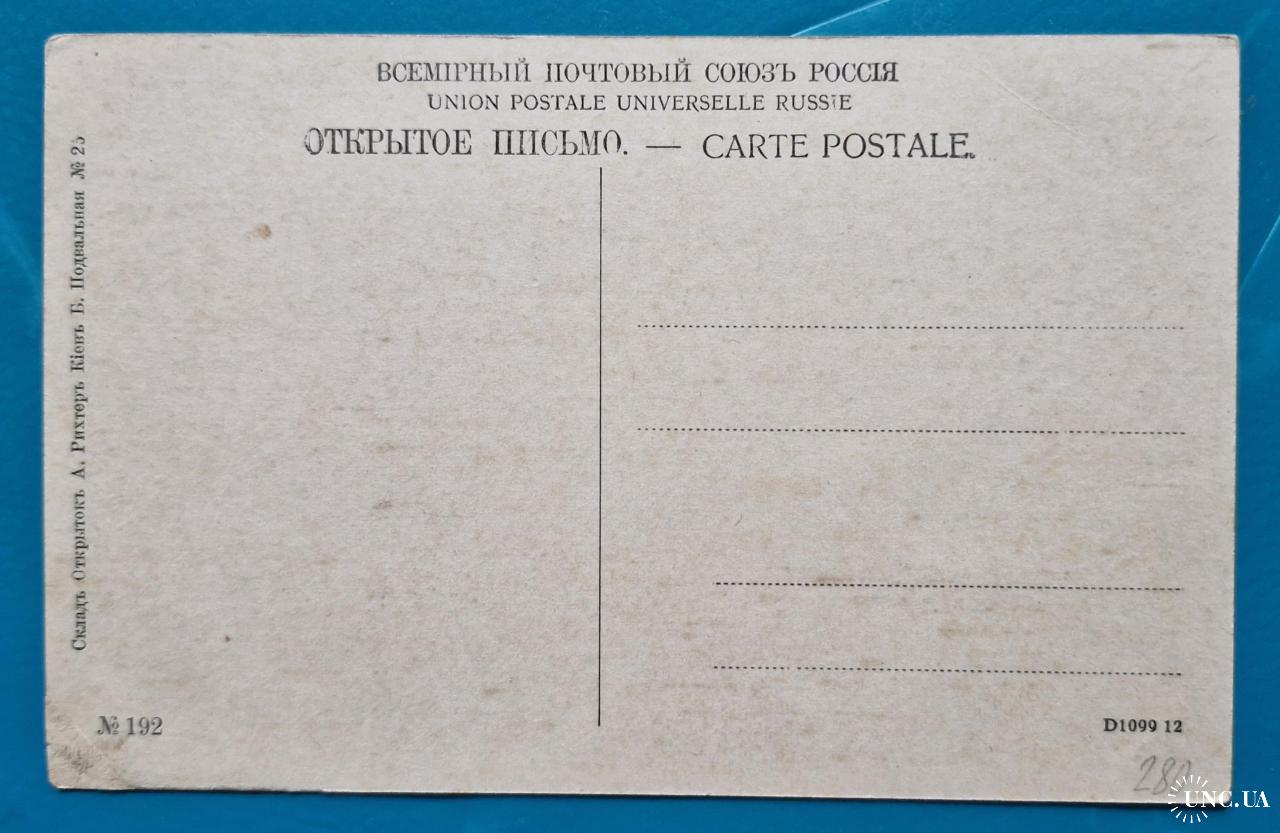 ВСЕМІРНЫЙ ПОЧТОВЫЙ СОЮЗЪ РОССІЯ
UNION POSTALE UNIVERSELLE RUSSIE
ОТКРЫТОЕ ПИСЬМО. — CARTE POSTALE.
Складъ Открытокъ А. Рихтеръ Кіевъ Б. Подвальная № 25
№ 192
D1099 12
UNC.UA